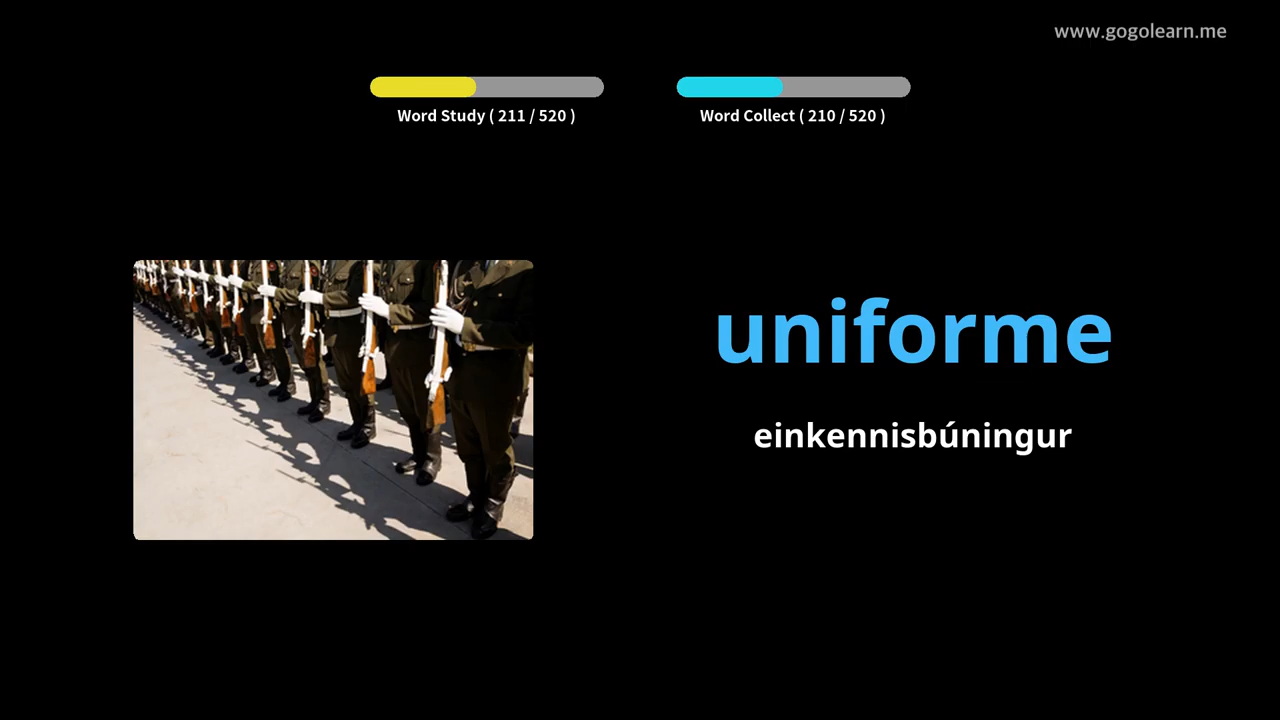 www.gogolearn.me
Word Study ( 211 / 520 )
Word Collect ( 210 / 520 )
uniforme
einkennisbúningur